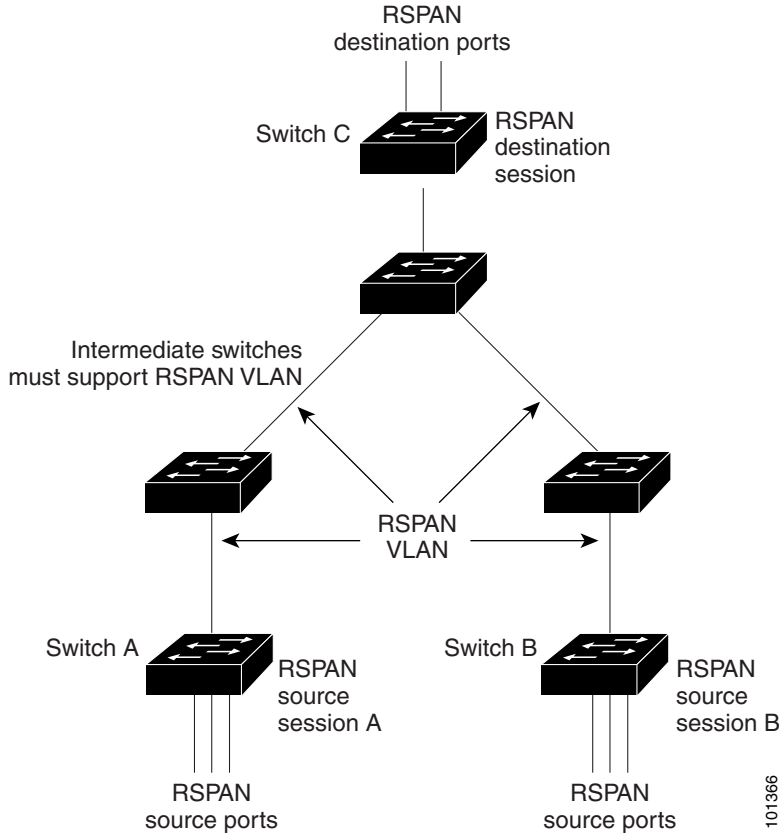 RSPAN
destination ports
Switch C
RSPAN
destination
session
Intermediate switches
must support RSPAN VLAN
RSPAN
VLAN
Switch A
RSPAN
source
session A
Switch B
RSPAN
source
session B
RSPAN
source ports
RSPAN
source ports
101366